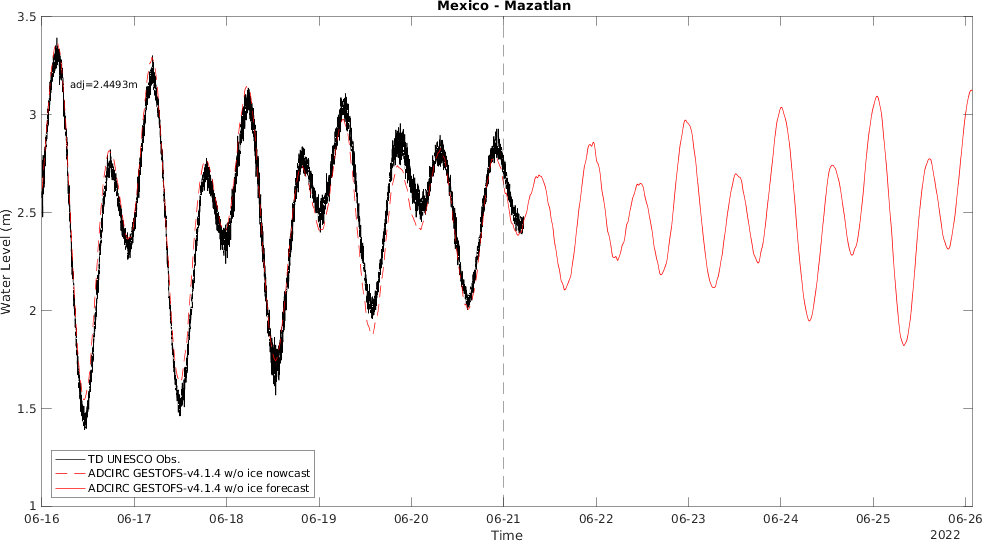 Mexico - Mazatlan
3.5
3
2.5
2
1.5
1
Water Level (m)
adj=2.4493m
TD UNESCO Obs.
ADCIRC GESTOFS-v4.1.4 w/o ice nowcast
ADCIRC GESTOFS-v4.1.4 w/o ice forecast
06-16 06-17 06-18 06-19 06-20 06-21 06-22 06-23 06-24 06-25 06-26
Time
2022